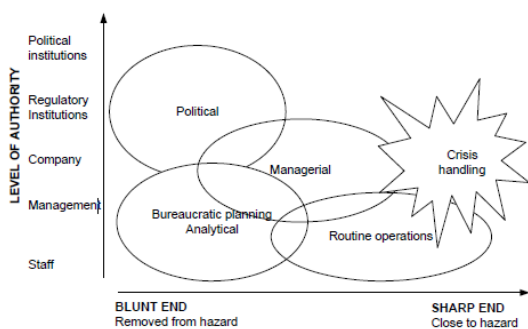 LEVEL OF AUTHORITY
Political
institutions
Regulatory
Institutions
Company
Management
Staff
Political
Managerial
Crisis
handling
Bureaucratic planning
Analytical
Routine operations
BLUNT END
Removed from hazard
SHARP END
Close to hazard